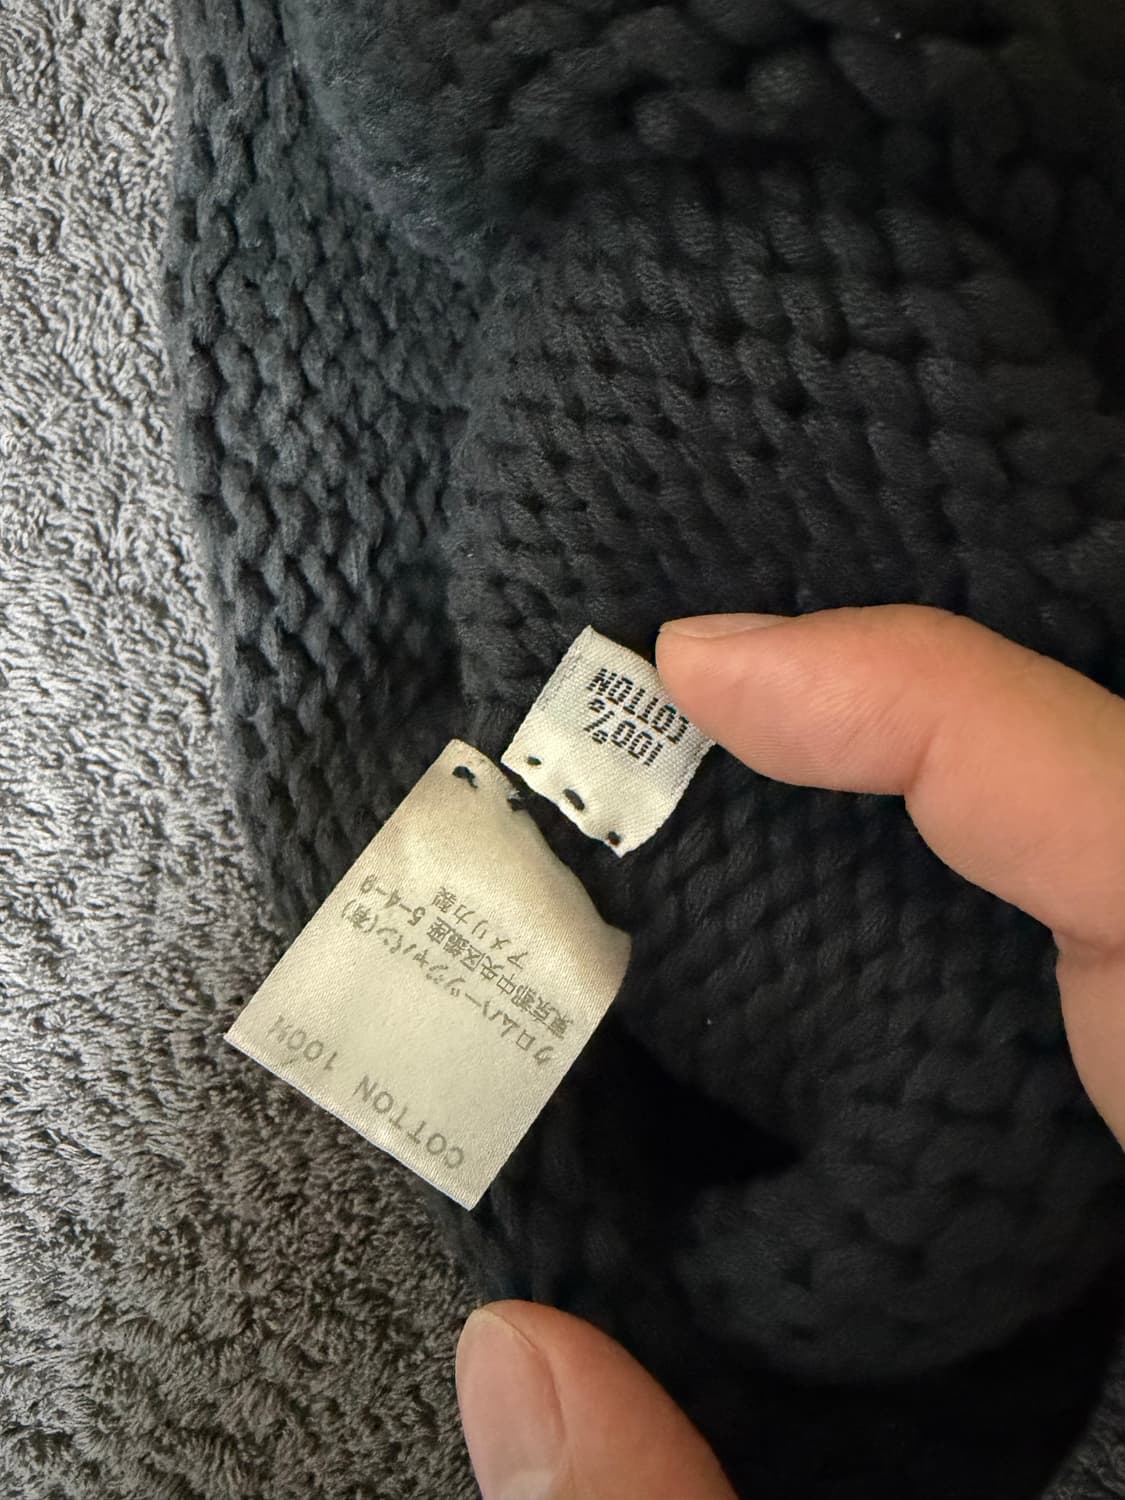 100%
COTTON
COTTON 100%
クロムハーツジャパン(有)
東京都中央区銀座 5-4-9
アメリカ製